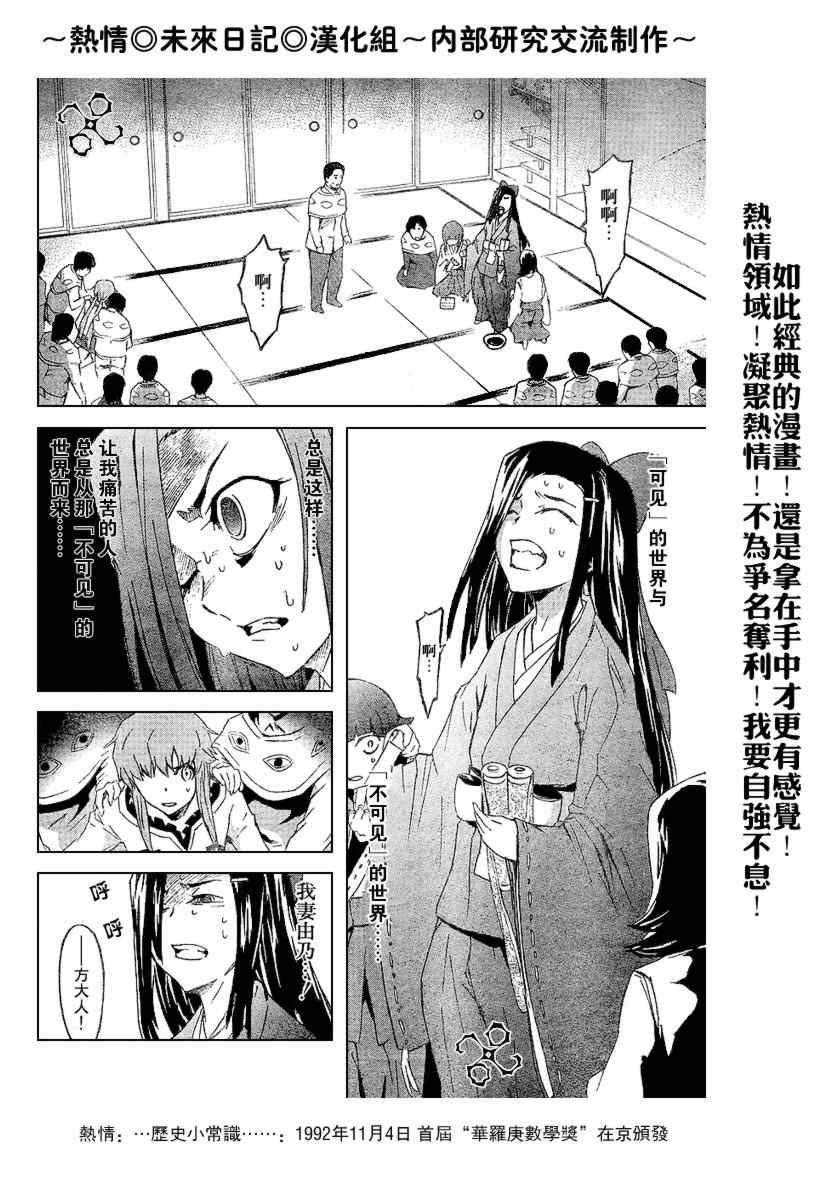 ～熱情◎未來日記◎漢化組～内部研究交流制作～
啊啊…
啊…
「可见」的世界与
啊…
「不可见」的世界……
总是这样……
让我痛苦的人
总是从那「不可见」的
世界而来……
我妻由乃…！
呼
呼
——方大人！
如此經典的漫畫！還是拿在手中才更有感覺！
熱情領域！凝聚熱情！不為爭名奪利！我要自強不息！
熱情：…歷史小常識……：1992年11月4日 首屆“華羅庚數學獎”在京頒發